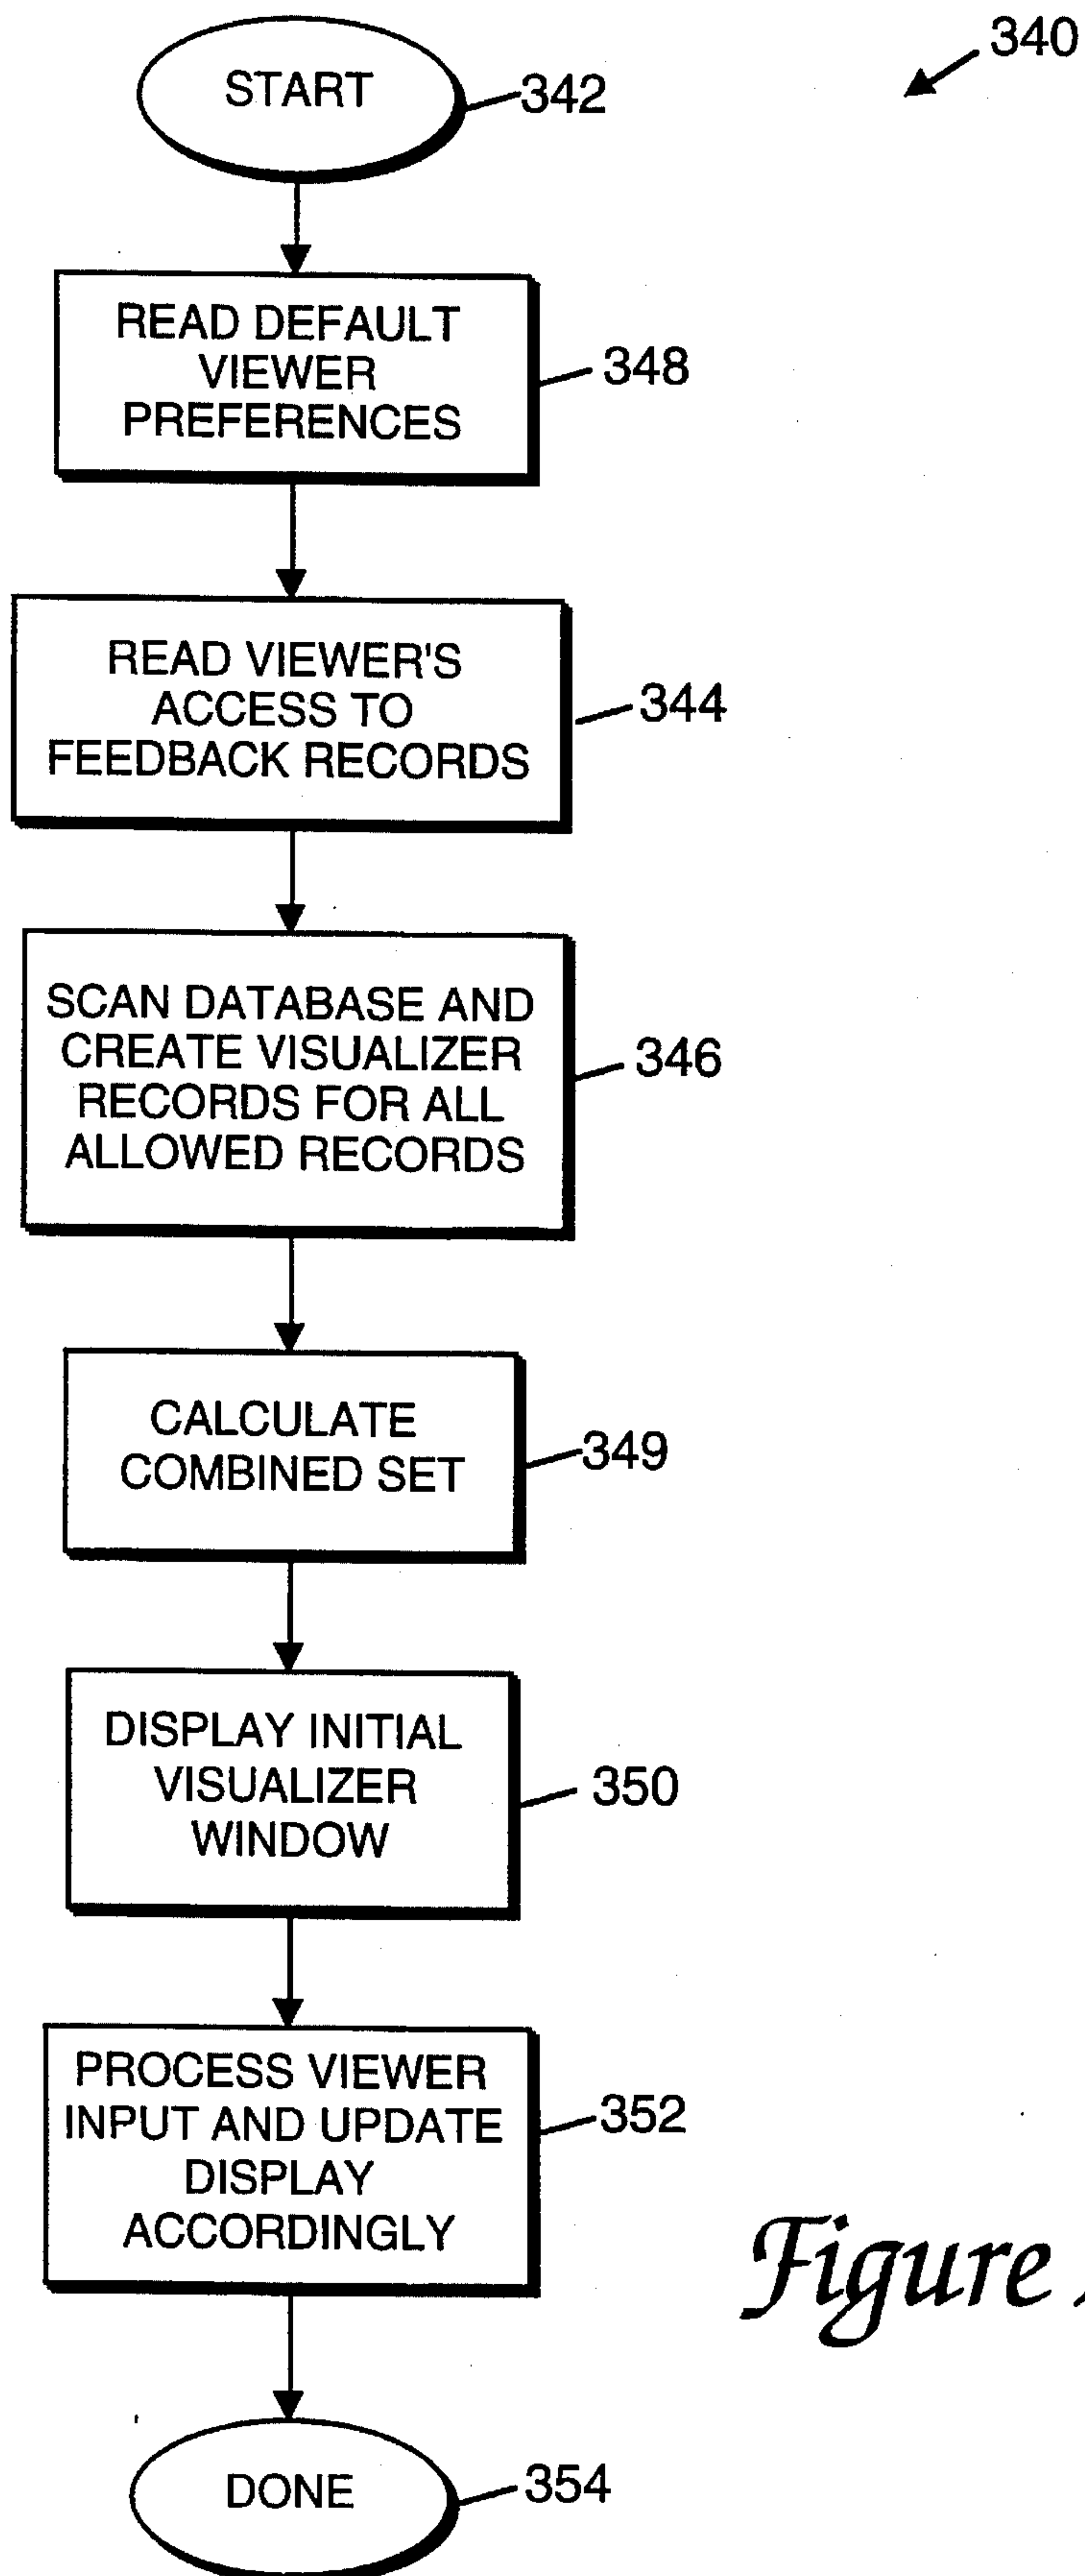 340
START
342
READ DEFAULT
VIEWER
PREFERENCES
348
READ VIEWER'S
ACCESS TO
FEEDBACK RECORDS
344
SCAN DATABASE AND
CREATE VISUALIZER
RECORDS FOR ALL
ALLOWED RECORDS
346
CALCULATE
COMBINED SET
349
DISPLAY INITIAL
VISUALIZER
WINDOW
350
PROCESS VIEWER
INPUT AND UPDATE
DISPLAY
ACCORDINGLY
352
Figure
DONE
354